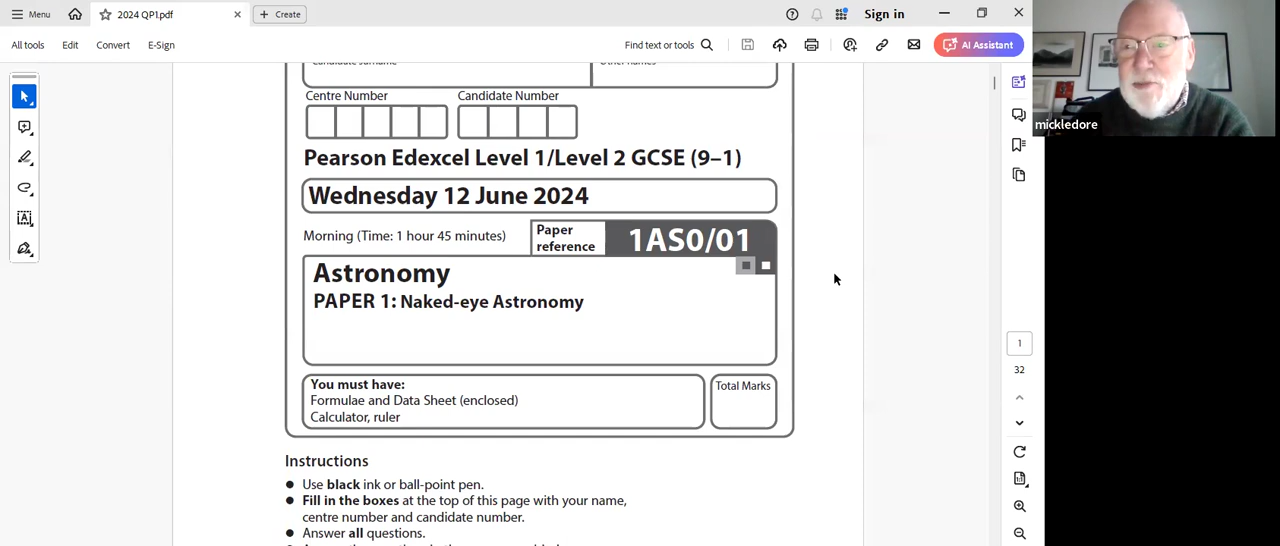 Menu
2024 QP1.pdf
Create
Sign in
All tools
Edit
Convert
E-Sign
Find text or tools
AI Assistant
Candidate surname
Other names
Centre Number
Candidate Number
Pearson Edexcel Level 1/Level 2 GCSE (9–1)
Wednesday 12 June 2024
Morning (Time: 1 hour 45 minutes)
Paper
reference
1AS0/01
Astronomy
PAPER 1: Naked-eye Astronomy
You must have:
Formulae and Data Sheet (enclosed)
Calculator, ruler
Total Marks
Instructions
● Use black ink or ball-point pen.
● Fill in the boxes at the top of this page with your name,
centre number and candidate number.
● Answer all questions.
mickledore
1
32